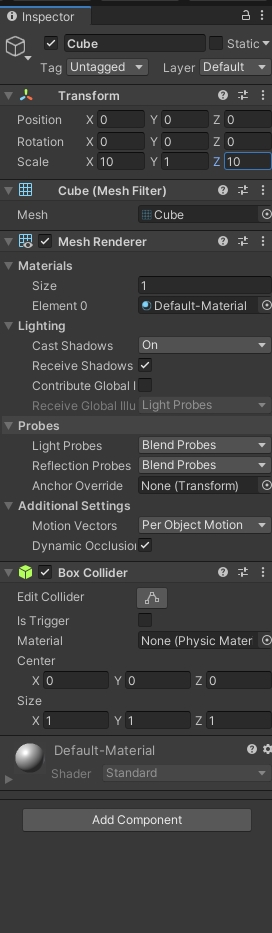 Inspector
Cube Static
Tag Untagged Layer Default
Transform
Position X 0 Y 0 Z 0
Rotation X 0 Y 0 Z 0
Scale X 10 Y 1 Z 10
Cube (Mesh Filter)
Mesh Cube
Mesh Renderer
Materials
Size 1
Element 0 Default-Material
Lighting
Cast Shadows On
Receive Shadows
Contribute Global I
Receive Global Illu Light Probes
Probes
Light Probes Blend Probes
Reflection Probes Blend Probes
Anchor Override None (Transform)
Additional Settings
Motion Vectors Per Object Motion
Dynamic Occlusion
Box Collider
Edit Collider
Is Trigger
Material None (Physic Mater
Center
X 0 Y 0 Z 0
Size
X 1 Y 1 Z 1
Default-Material
Shader Standard
Add Component